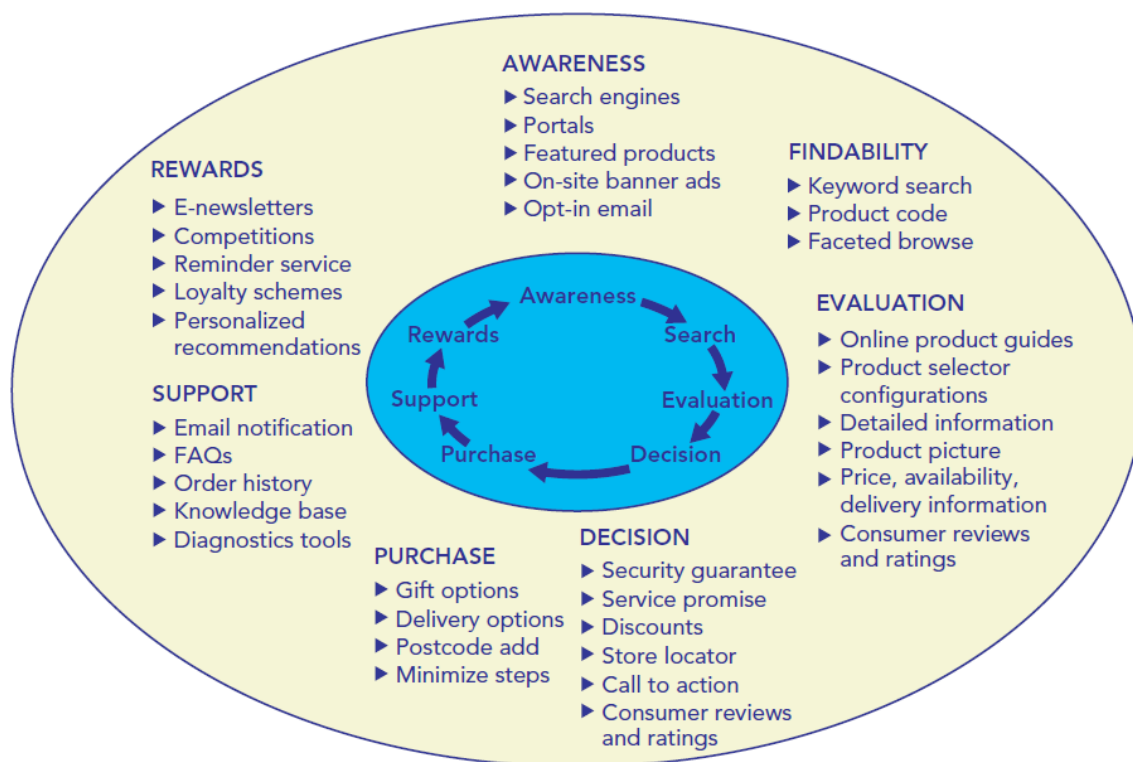 AWARENESS
▶ Search engines
▶ Portals
▶ Featured products
▶ On-site banner ads
▶ Opt-in email
FINDABILITY
▶ Keyword search
▶ Product code
▶ Faceted browse
EVALUATION
▶ Online product guides
▶ Product selector
configurations
▶ Detailed information
▶ Product picture
▶ Price, availability,
delivery information
▶ Consumer reviews
and ratings
DECISION
▶ Security guarantee
▶ Service promise
▶ Discounts
▶ Store locator
▶ Call to action
▶ Consumer reviews
and ratings
PURCHASE
▶ Gift options
▶ Delivery options
▶ Postcode add
▶ Minimize steps
SUPPORT
▶ Email notification
▶ FAQs
▶ Order history
▶ Knowledge base
▶ Diagnostics tools
REWARDS
▶ E-newsletters
▶ Competitions
▶ Reminder service
▶ Loyalty schemes
▶ Personalized
recommendations
Awareness
Search
Evaluation
Decision
Purchase
Support
Rewards